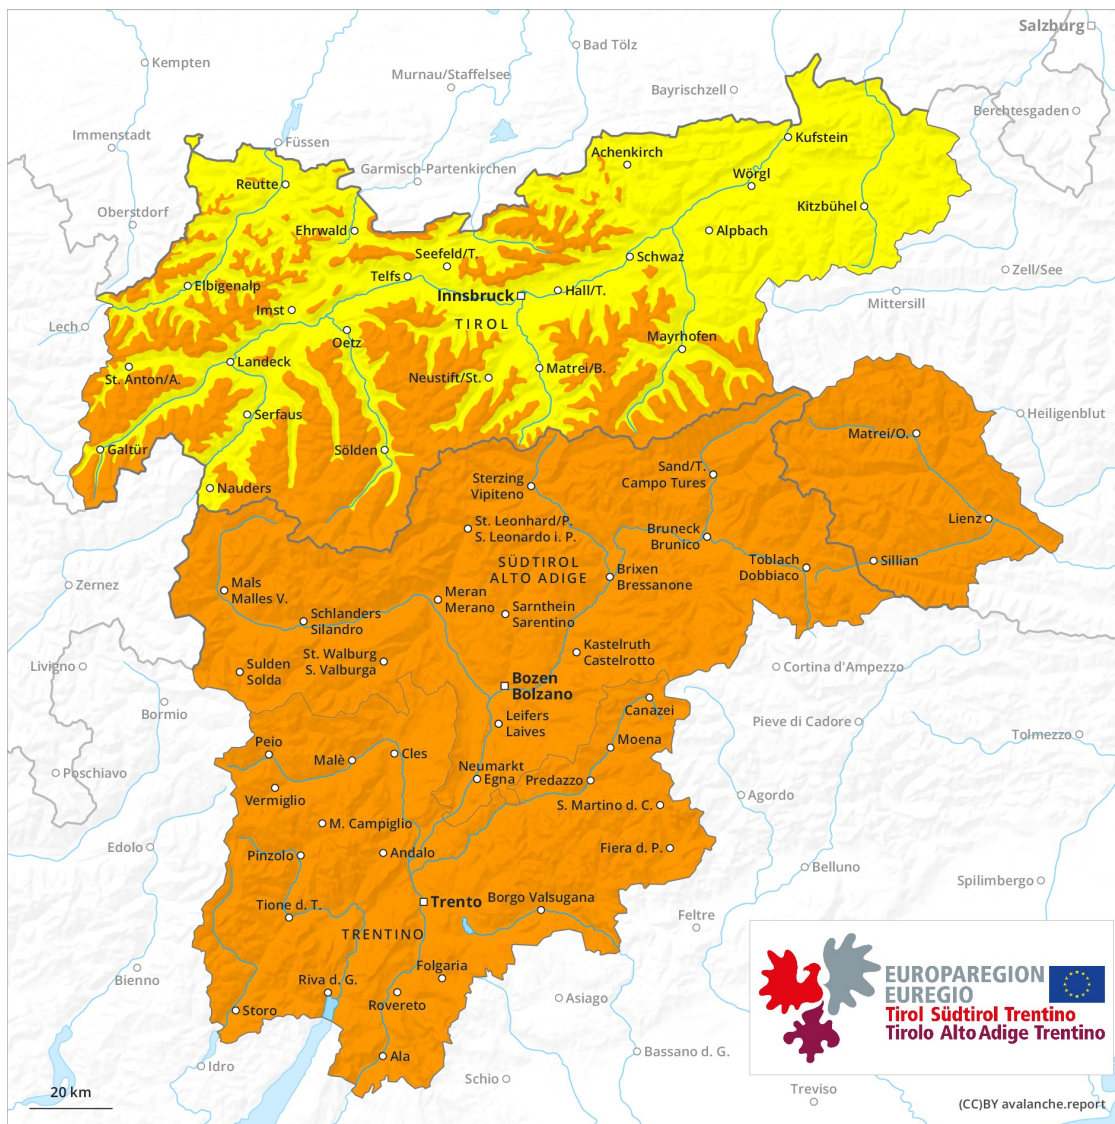 Salzburg
Bad Tölz
Kempten
Murnau/Staffelsee
Bayrischzell
Berchtesgaden
Immenstadt
Füssen
Kufstein
Achenkirch
Garmisch-Partenkirchen
Wörgl
Reutte
Oberstdorf
Kitzbühel
Ehrwald
Alpbach
Seefeld/T.
Schwaz
Zell/See
Telfs
Elbigenalp
Hall/T.
Innsbruck
Mittersill
Imst
TIROL
Lech
Oetz
Mayrhofen
Landeck
Matrei/B.
St. Anton/A.
Neustift/St.
Serfaus
Heiligenblut
Matrei/O.
Galtür
Sölden
Sand/T.
Campo Tures
Sterzing
Vipiteno
Nauders
Lienz
St. Leonhard/P.
S. Leonardo i. P.
Bruneck
Brunico
SÜDTIROL
ALTO ADIGE
Toblach
Dobbiaco
Sillian
Brixen
Bressanone
Zernez
Mals
Malles V.
Meran
Merano
Sarnthein
Sarentino
Schlanders
Silandro
Kastelruth
Castelrotto
St. Walburg
S. Valburga
Livigno
Sulden
Solda
Cortina d'Ampezzo
Bozen
Bolzano
Canazei
Bormio
Leifers
Laives
Pieve di Cadore
Tolmezzo
Moena
Peio
Cles
Malè
Neumarkt
Egna
Predazzo
Poschiavo
Vermiglio
Agordo
S. Martino d. C.
M. Campiglio
Edolo
Fiera d. P.
Pinzolo
Andalo
Belluno
Spilimbergo
Borgo Valsugana
Trento
Tione d. T.
Feltre
TRENTINO
Folgaria
Bienno
Riva d. G.
Rovereto
Asiago
Storo
Ala
Bassano d. G.
Idro
Schio
Treviso
EUROPAREGION
EUREGIO
Tirol Südtirol Trentino
Tirolo Alto Adige Trentino
20 km
(CC)BY avalanche.report